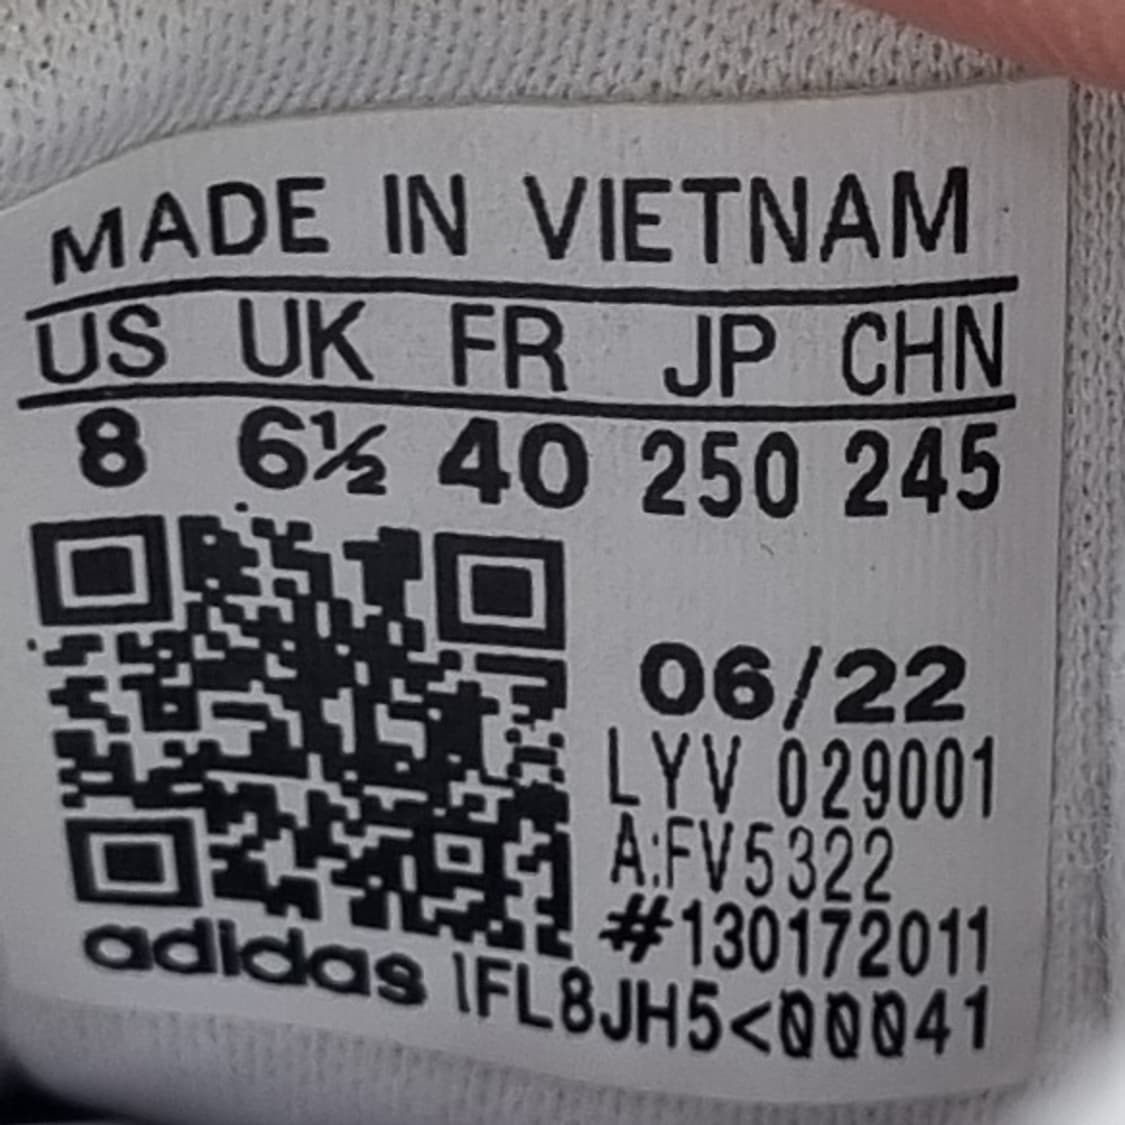 MADE IN VIETNAM
US UK FR JP CHN
8 6½ 40 250 245
06/22
LYV 029001
A:FV5322
#130172011
adidas 1FL8JH5<00041